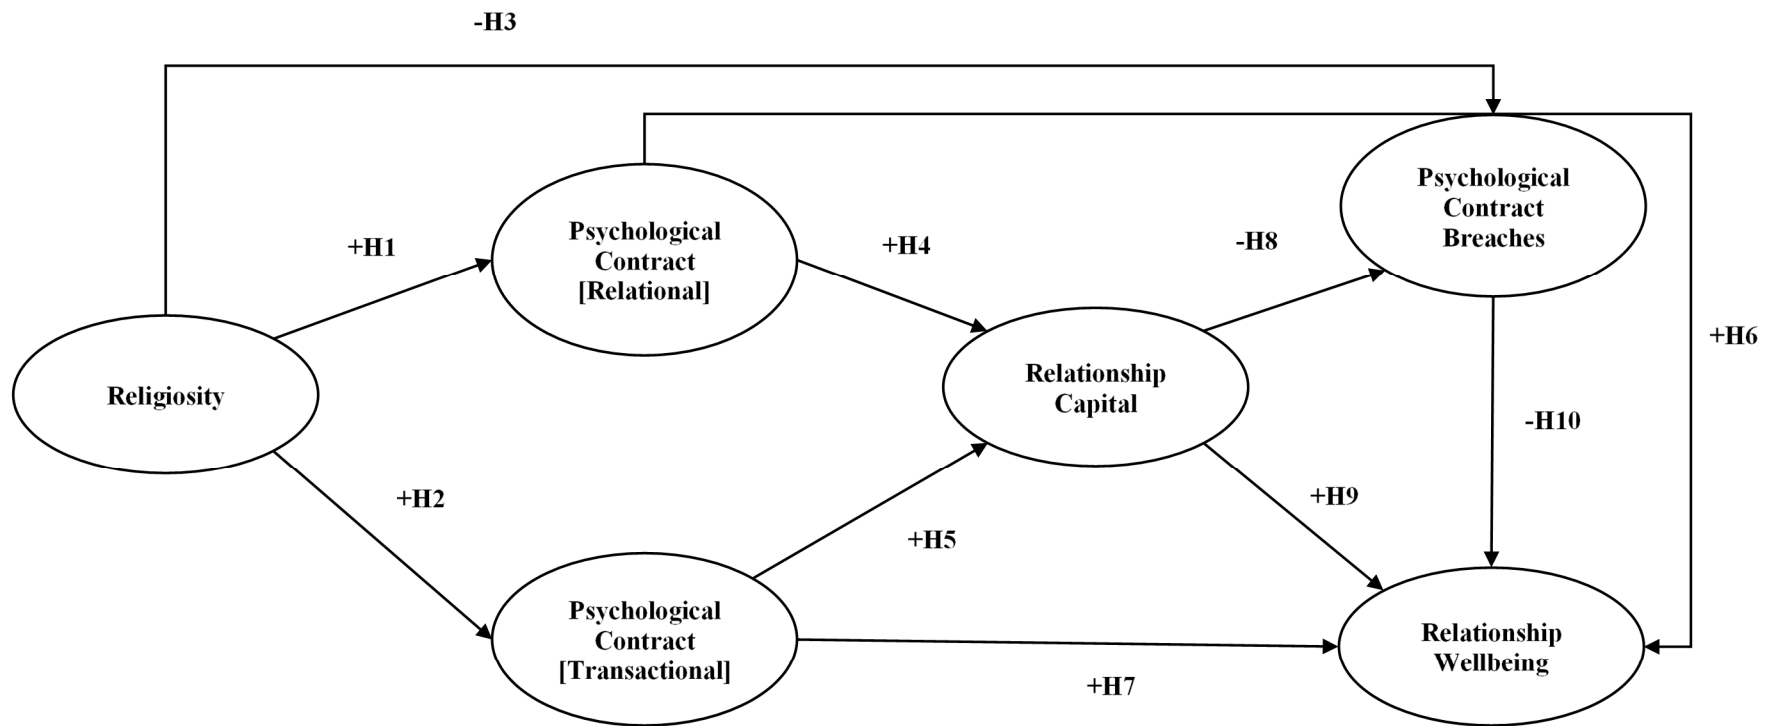 -H3
Psychological
Contract
Breaches
Psychological
Contract
[Relational]
+H1
+H4
-H8
+H6
Religiosity
Relationship
Capital
-H10
+H2
+H9
+H5
Psychological
Contract
[Transactional]
Relationship
Wellbeing
+H7